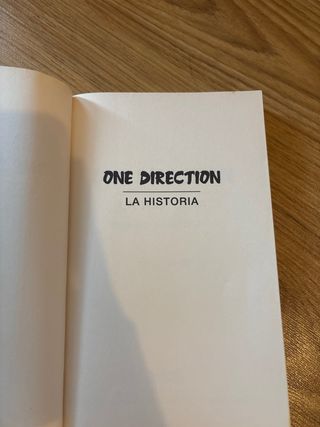 ONE DIRECTION
LA HISTORIA